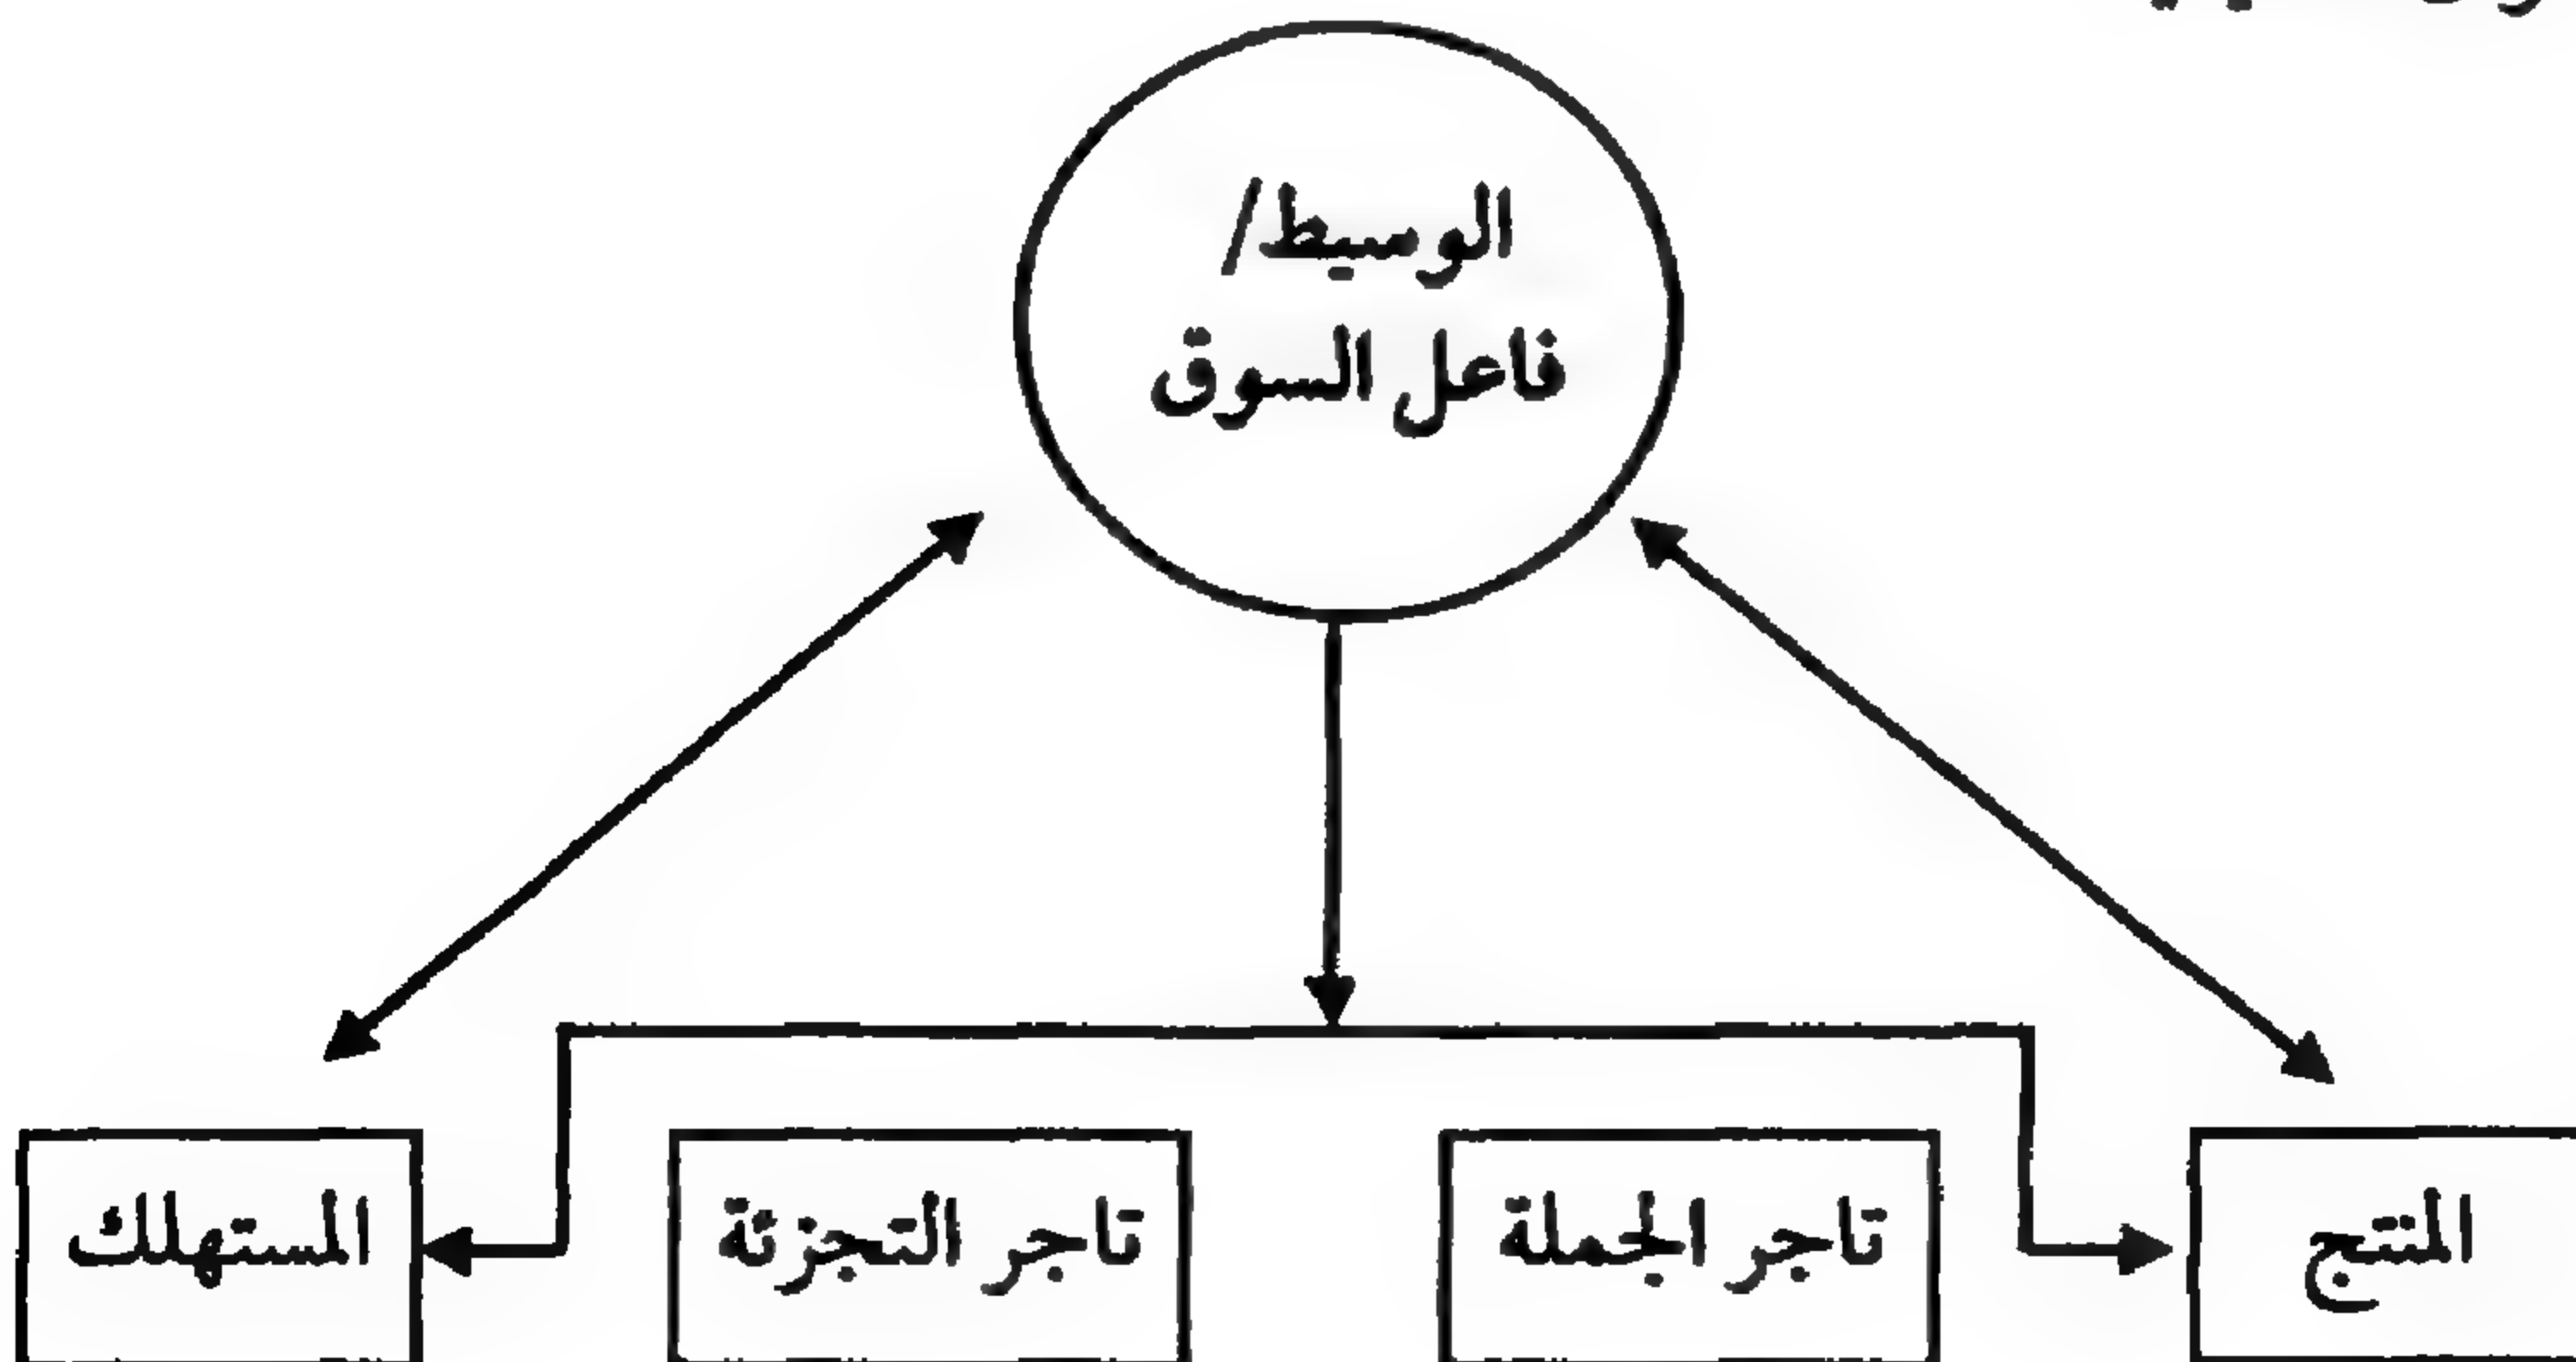 الوسيط/
فاعل السوق
المنتج
تاجر الجملة
تاجر التجزئة
المستهلك